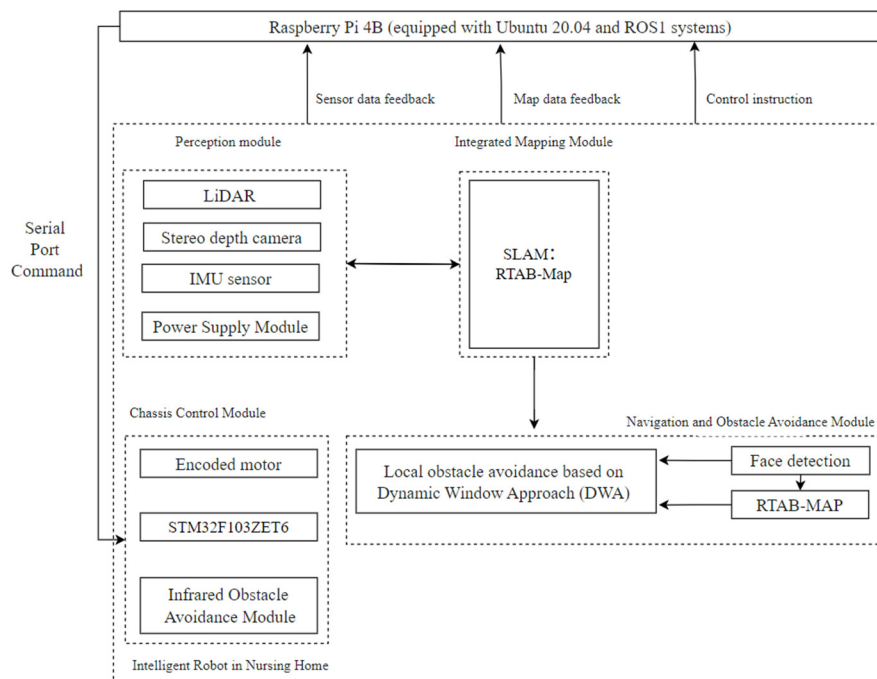 Raspberry Pi 4B (equipped with Ubuntu 20.04 and ROS1 systems)
Sensor data feedback
Map data feedback
Control instruction
Perception module
Integrated Mapping Module
LiDAR
Stereo depth camera
IMU sensor
Power Supply Module
SLAM：
RTAB-Map
Serial
Port
Command
Chassis Control Module
Encoded motor
STM32F103ZET6
Infrared Obstacle
Avoidance Module
Navigation and Obstacle Avoidance Module
Local obstacle avoidance based on
Dynamic Window Approach (DWA)
Face detection
RTAB-MAP
Intelligent Robot in Nursing Home